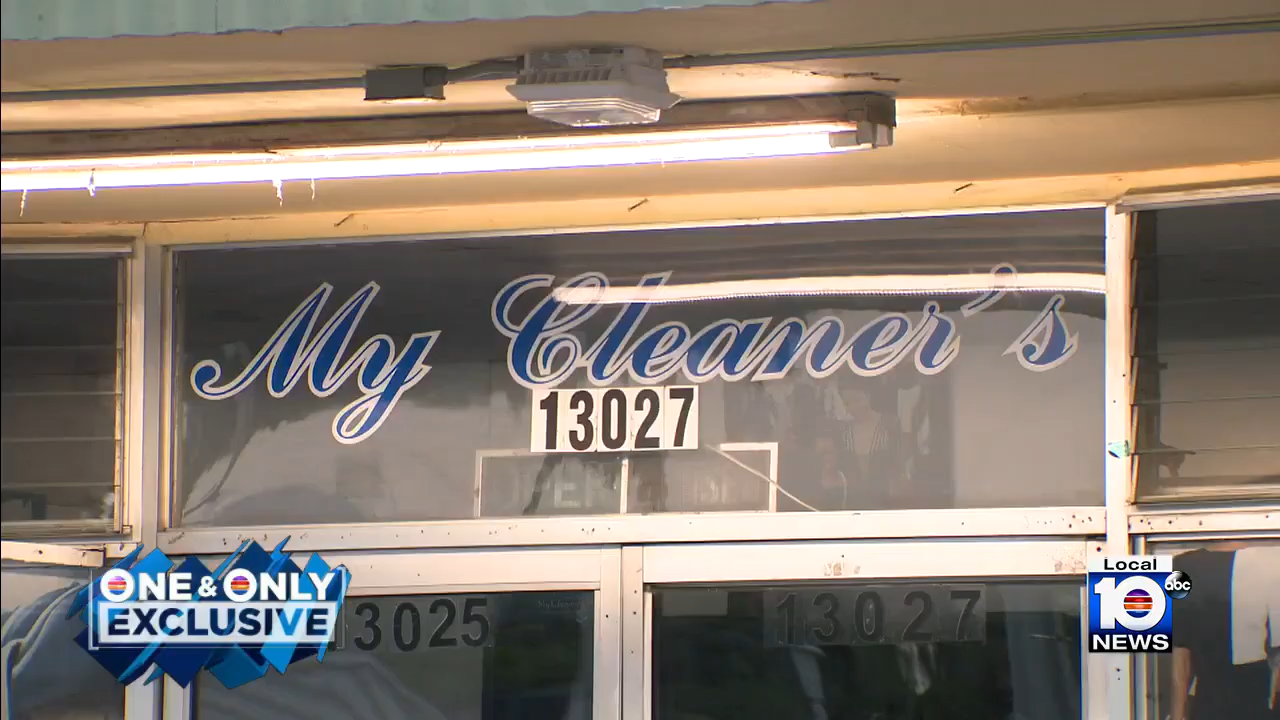 My Cleaner's
13027
13025
13027
ONE & ONLY
EXCLUSIVE
Local
10 abc
NEWS